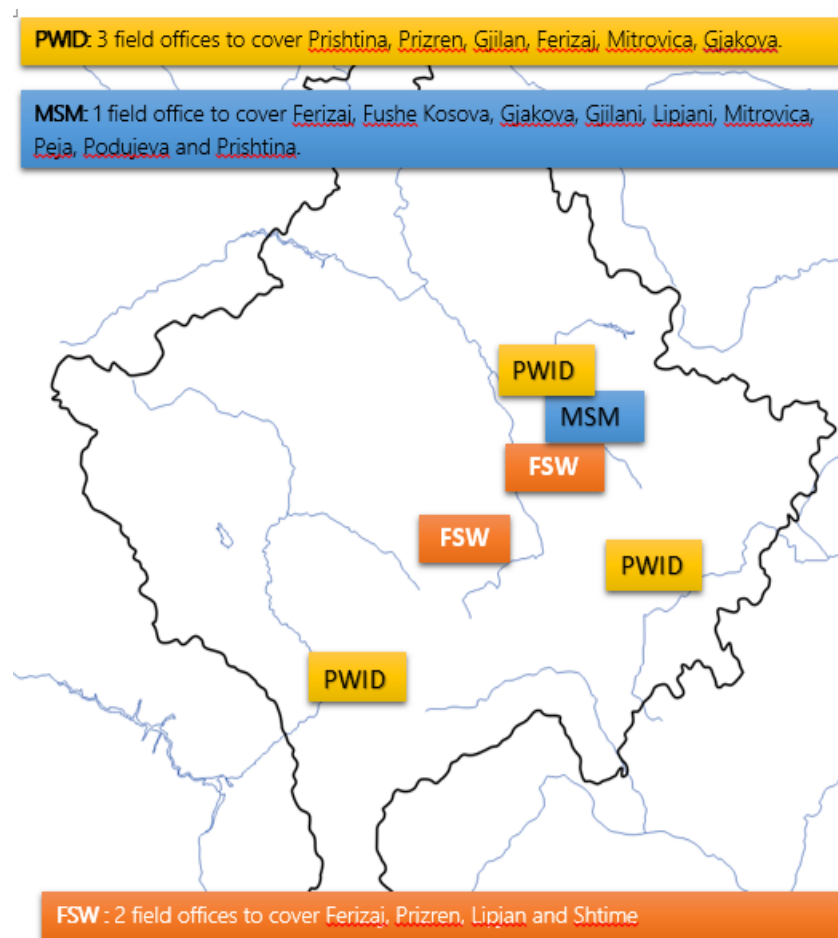 PWID: 3 field offices to cover Prishtina, Prizren, Gjilan, Ferizaj, Mitrovica, Gjakova.
MSM: 1 field office to cover Ferizaj, Fushe Kosova, Gjakova, Gjilani, Lipjani, Mitrovica,
Peja, Podujeva and Prishtina.
PWID
MSM
FSW
FSW
PWID
PWID
FSW : 2 field offices to cover Ferizaj, Prizren, Lipjan and Shtime